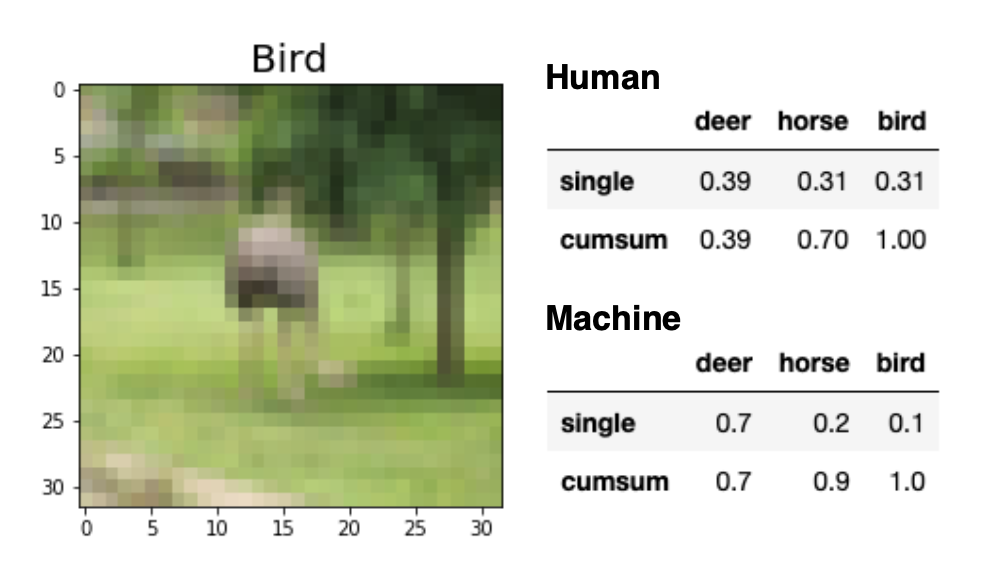 Bird
0
5
10
15
20
25
30
0 5 10 15 20 25 30
Human
deer horse bird
single 0.39 0.31 0.31
cumsum 0.39 0.70 1.00
Machine
deer horse bird
single 0.7 0.2 0.1
cumsum 0.7 0.9 1.0